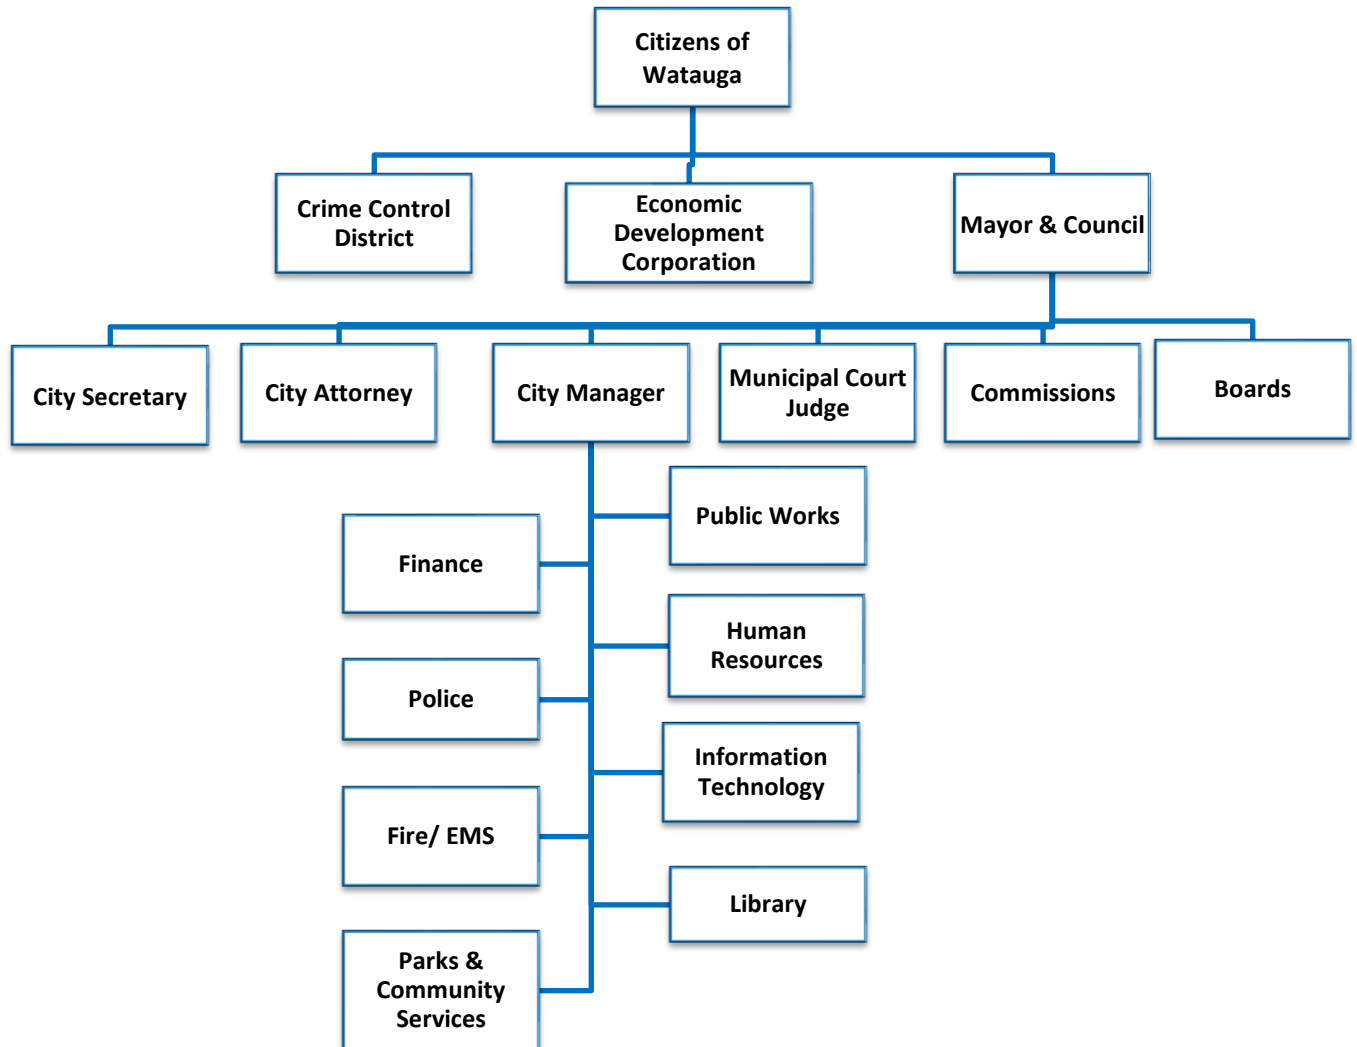 Citizens of
Watauga
Crime Control
District
Economic
Development
Corporation
Mayor & Council
City Secretary
City Attorney
City Manager
Municipal Court
Judge
Commissions
Boards
Public Works
Finance
Human
Resources
Police
Information
Technology
Fire/ EMS
Library
Parks &
Community
Services